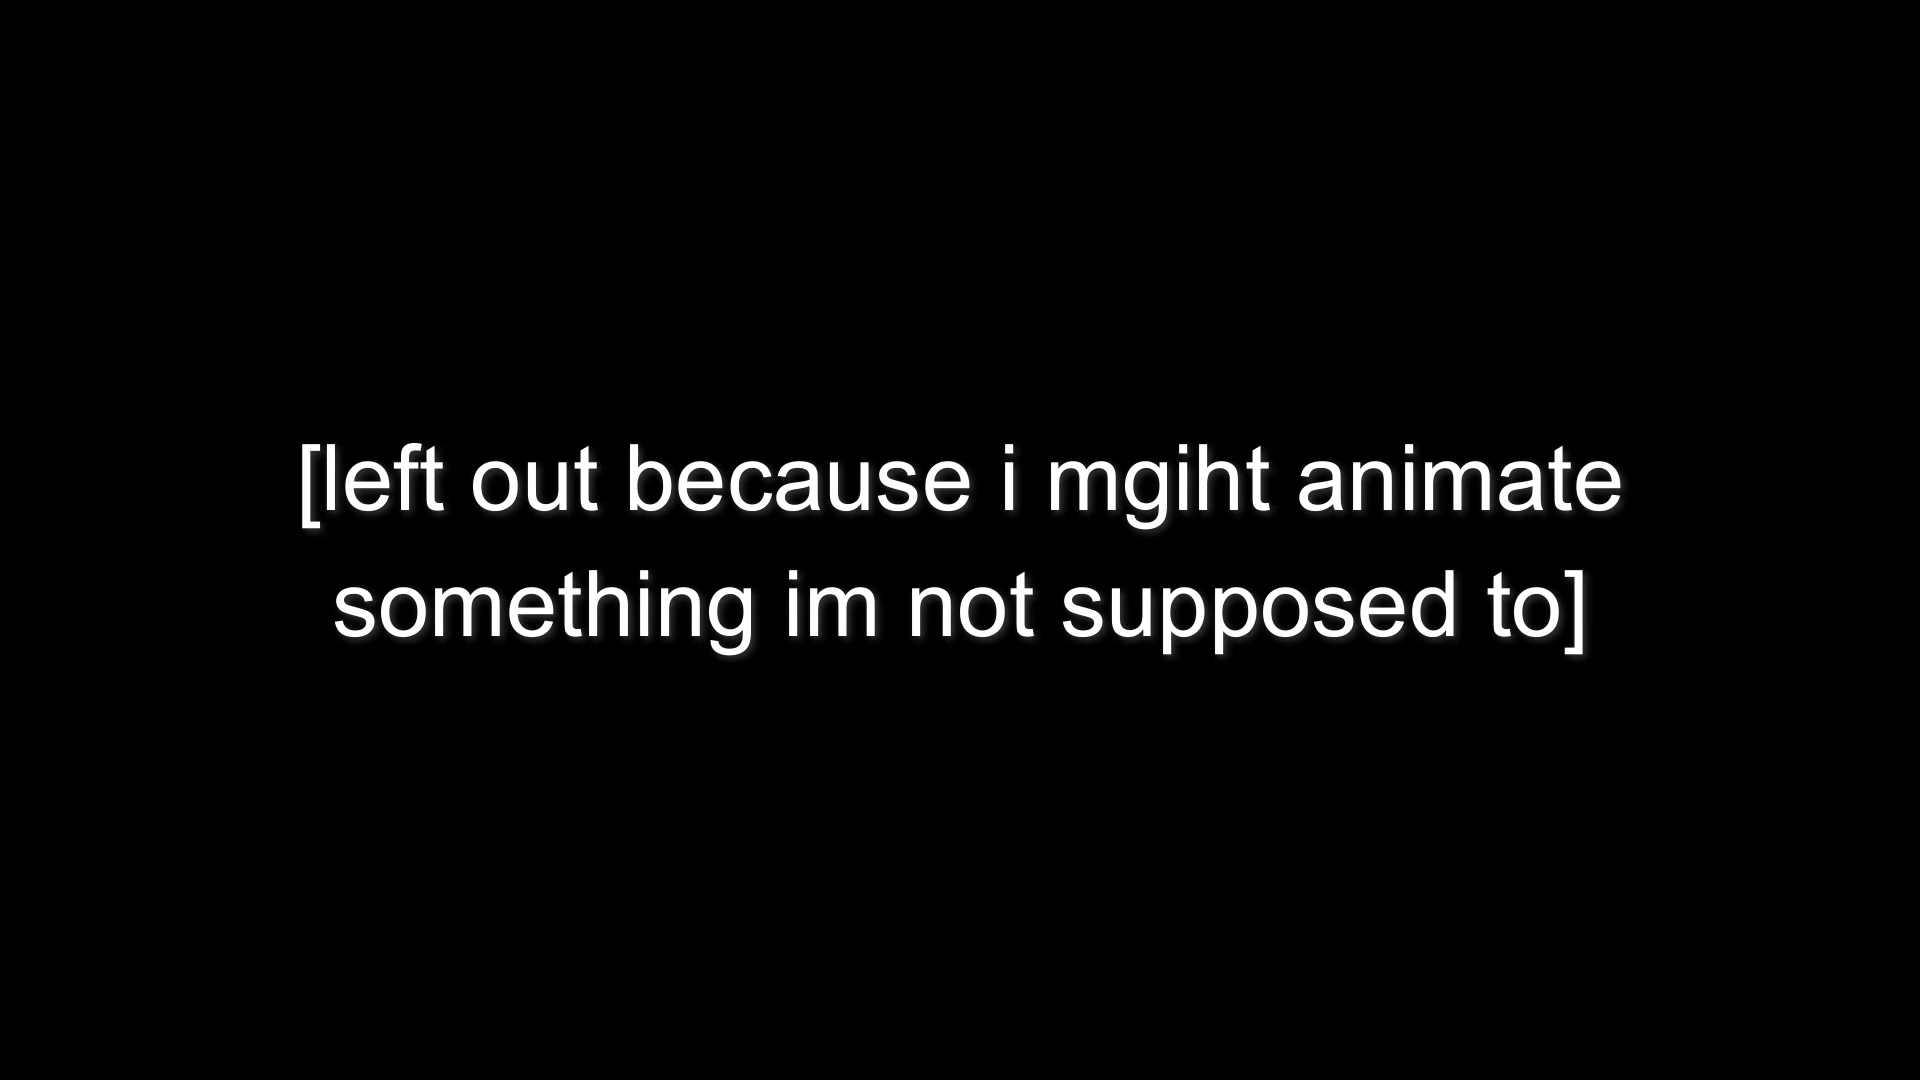 [left out because i mgiht animate
something im not supposed to]